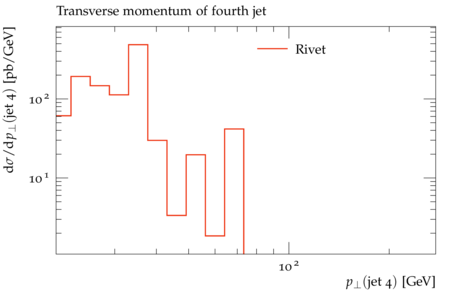 Transverse momentum of fourth jet
dσ/dp⊥(jet 4) [pb/GeV]
Rivet
10²
10¹
10²
p⊥(jet 4) [GeV]